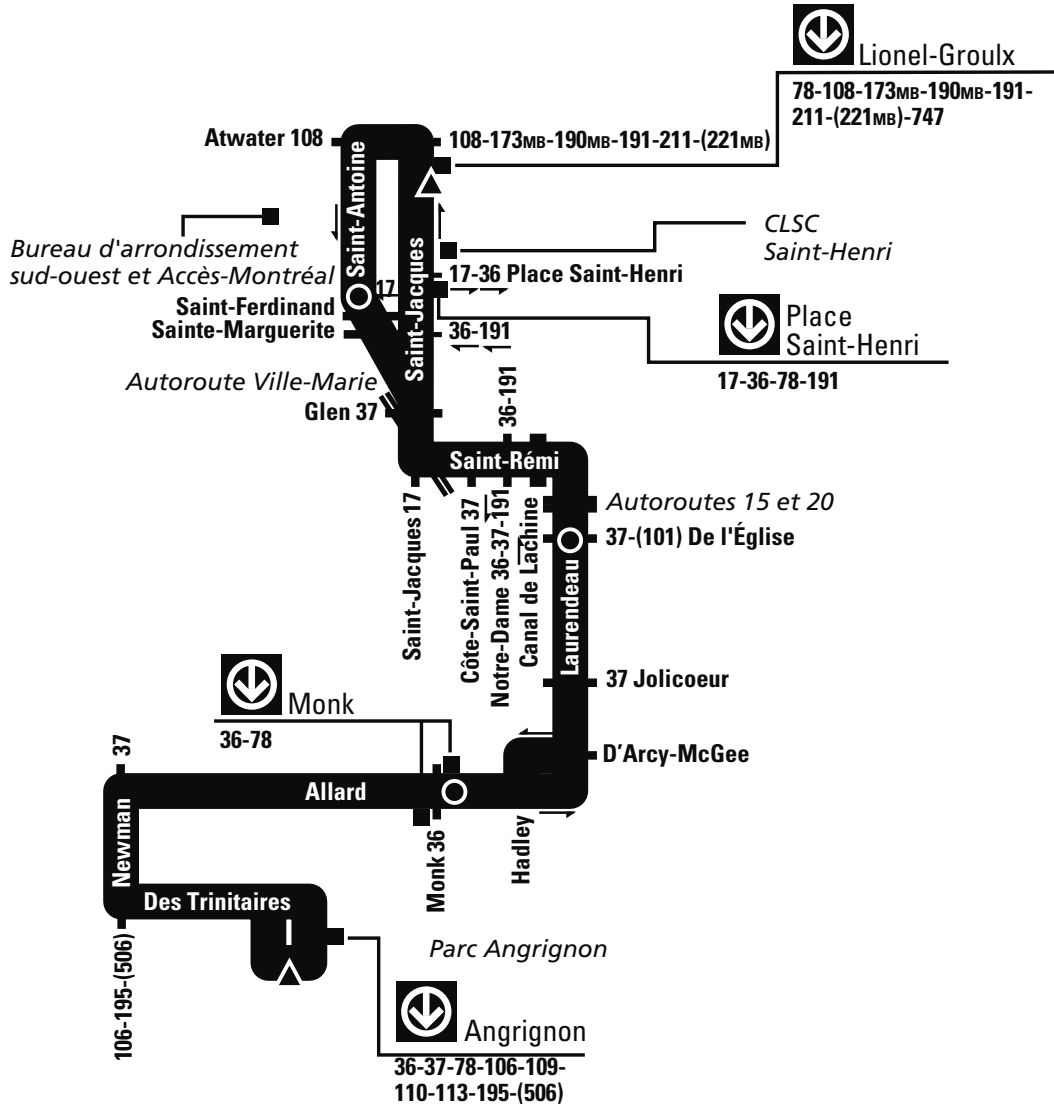 Lionel-Groulx
78-108-173MB-190MB-191-
211-(221MB)-747
Atwater 108
108-173MB-190MB-191-211-(221MB)
Saint-Antoine
Bureau d'arrondissement
sud-ouest et Accès-Montréal
CLSC
Saint-Henri
Saint-Jacques
17-36 Place Saint-Henri
17
Saint-Ferdinand
Sainte-Marguerite
36-191
Place
Saint-Henri
17-36-78-191
Autoroute Ville-Marie
Glen 37
36-191
Saint-Rémi
Saint-Jacques 17
Côte-Saint-Paul 37
Notre-Dame 36-37-191
Canal de Lachine
Autoroutes 15 et 20
37-(101) De l'Église
Laurendeau
37 Jolicoeur
Monk
36-78
D'Arcy-McGee
37
Allard
Newman
Monk 36
Hadley
Des Trinitaires
106-195-(506)
Parc Angrignon
Angrignon
36-37-78-106-109-
110-113-195-(506)